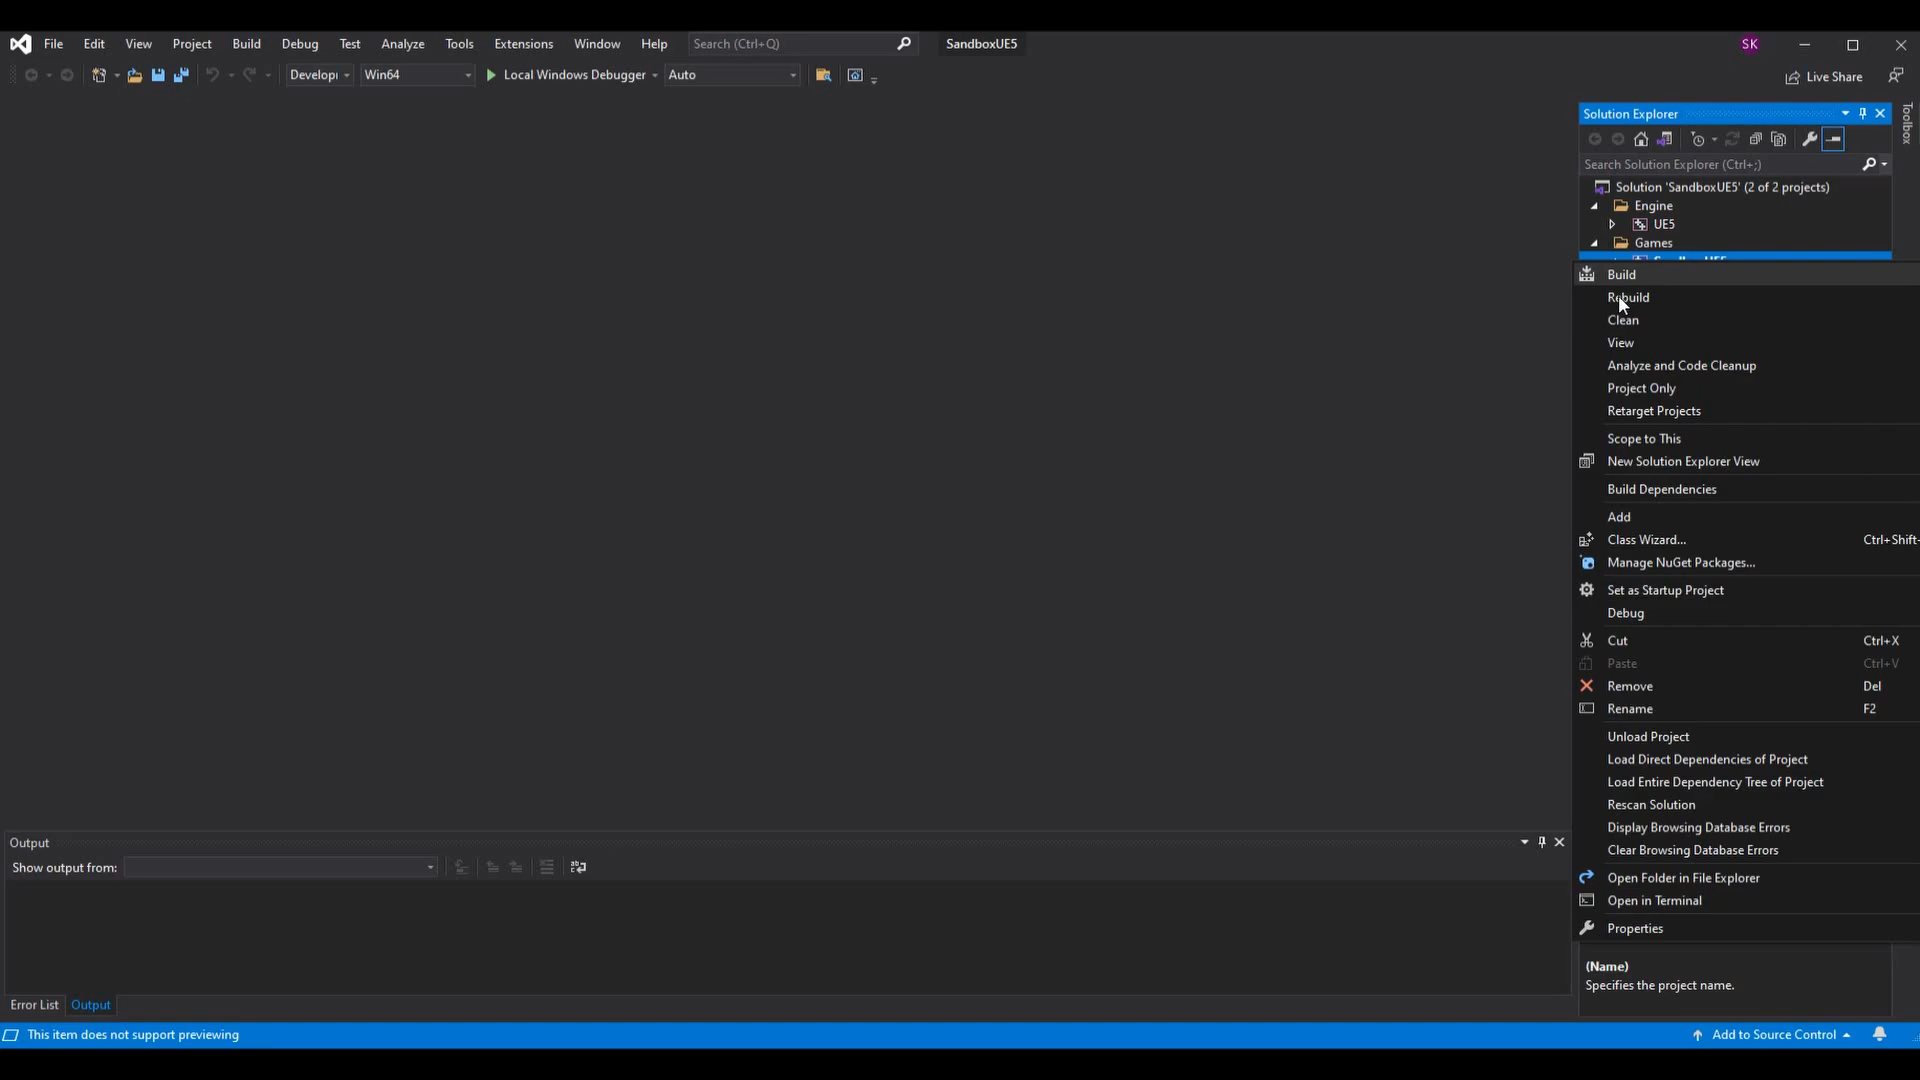 File Edit View Project Build Debug Test Analyze Tools Extensions Window Help Search (Ctrl+Q) SandboxUE5 SK
Develop Win64 Local Windows Debugger Auto Live Share
Solution Explorer
Toolbox
Search Solution Explorer (Ctrl+;)
Solution 'SandboxUE5' (2 of 2 projects)
Engine
UE5
Games
SandboxUE5
Build
Rebuild
Clean
View
Analyze and Code Cleanup
Project Only
Retarget Projects
Scope to This
New Solution Explorer View
Build Dependencies
Add
Class Wizard... Ctrl+Shift-
Manage NuGet Packages...
Set as Startup Project
Debug
Cut Ctrl+X
Paste Ctrl+V
Remove Del
Rename F2
Unload Project
Load Direct Dependencies of Project
Load Entire Dependency Tree of Project
Rescan Solution
Display Browsing Database Errors
Clear Browsing Database Errors
Open Folder in File Explorer
Open in Terminal
Properties
Output
Show output from:
(Name)
Specifies the project name.
Error List Output
This item does not support previewing Add to Source Control